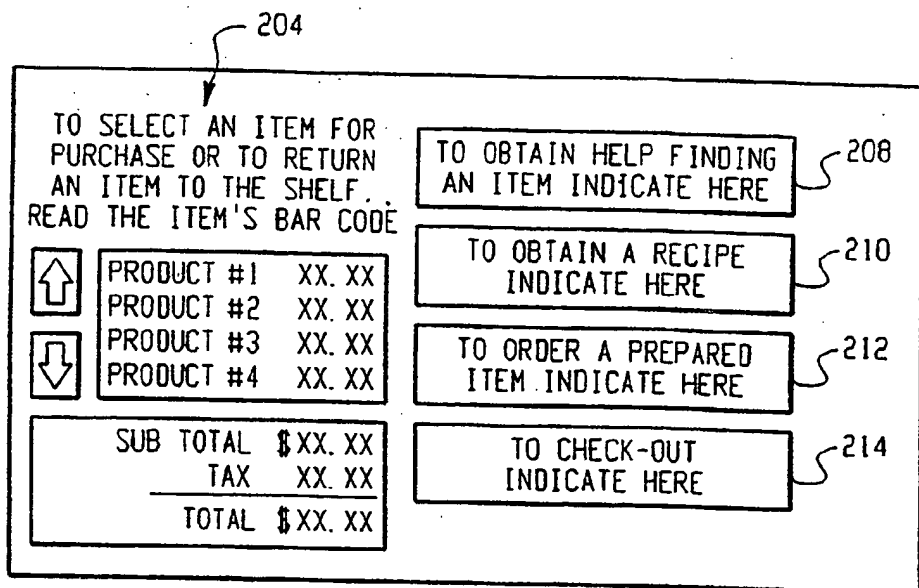 204
TO SELECT AN ITEM FOR
PURCHASE OR TO RETURN
AN ITEM TO THE SHELF..
READ THE ITEM'S BAR CODE
PRODUCT #1 XX.XX
PRODUCT #2 XX.XX
PRODUCT #3 XX.XX
PRODUCT #4 XX.XX
SUB TOTAL $XX.XX
TAX XX.XX
TOTAL $XX.XX
TO OBTAIN HELP FINDING
AN ITEM INDICATE HERE
208
TO OBTAIN A RECIPE
INDICATE HERE
210
TO ORDER A PREPARED
ITEM INDICATE HERE
212
TO CHECK-OUT
INDICATE HERE
214